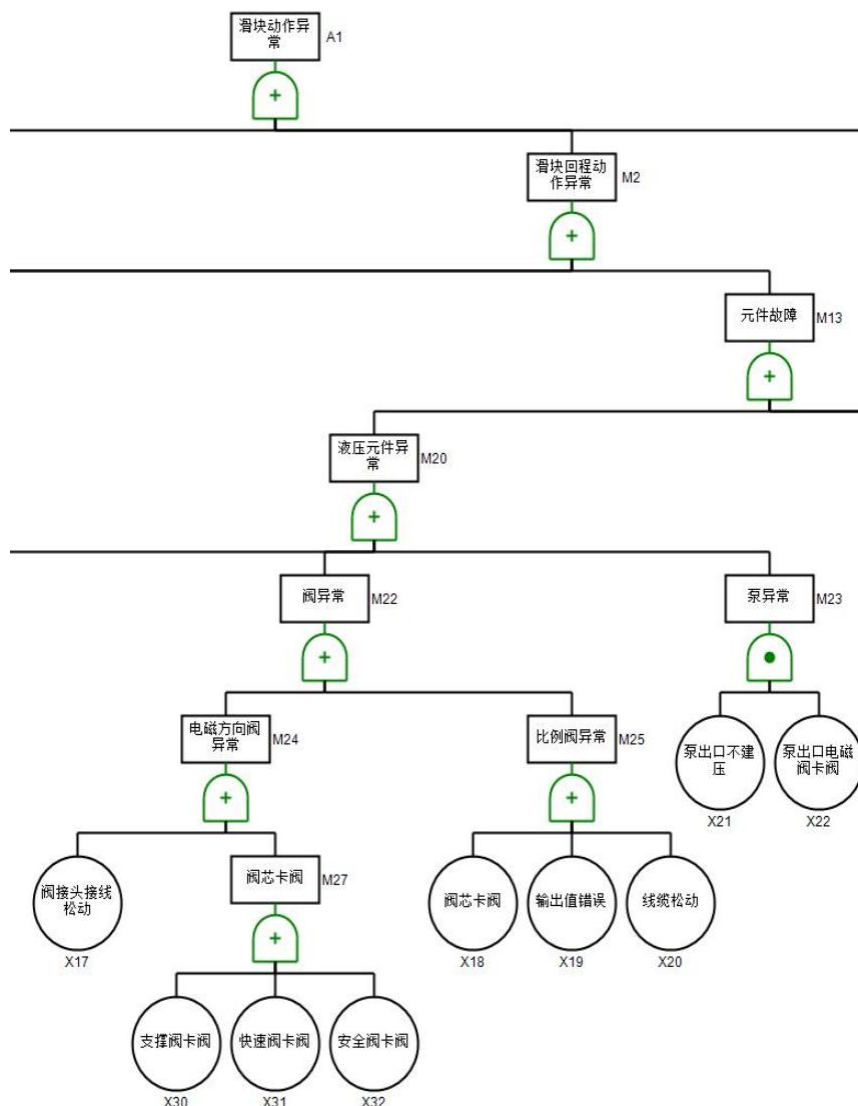 滑块动作异
常
A1
滑块回程动
作异常
M2
元件故障
M13
液压元件异
常
M20
阀异常
M22
泵异常
M23
电磁方向阀
异常
M24
比例阀异常
M25
泵出口不建
压
X21
泵出口电磁
阀卡阀
X22
阀接头接线
松动
X17
阀芯卡阀
M27
阀芯卡阀
X18
输出值错误
X19
线缆松动
X20
支撑阀卡阀
X30
快速阀卡阀
X31
安全阀卡阀
X32